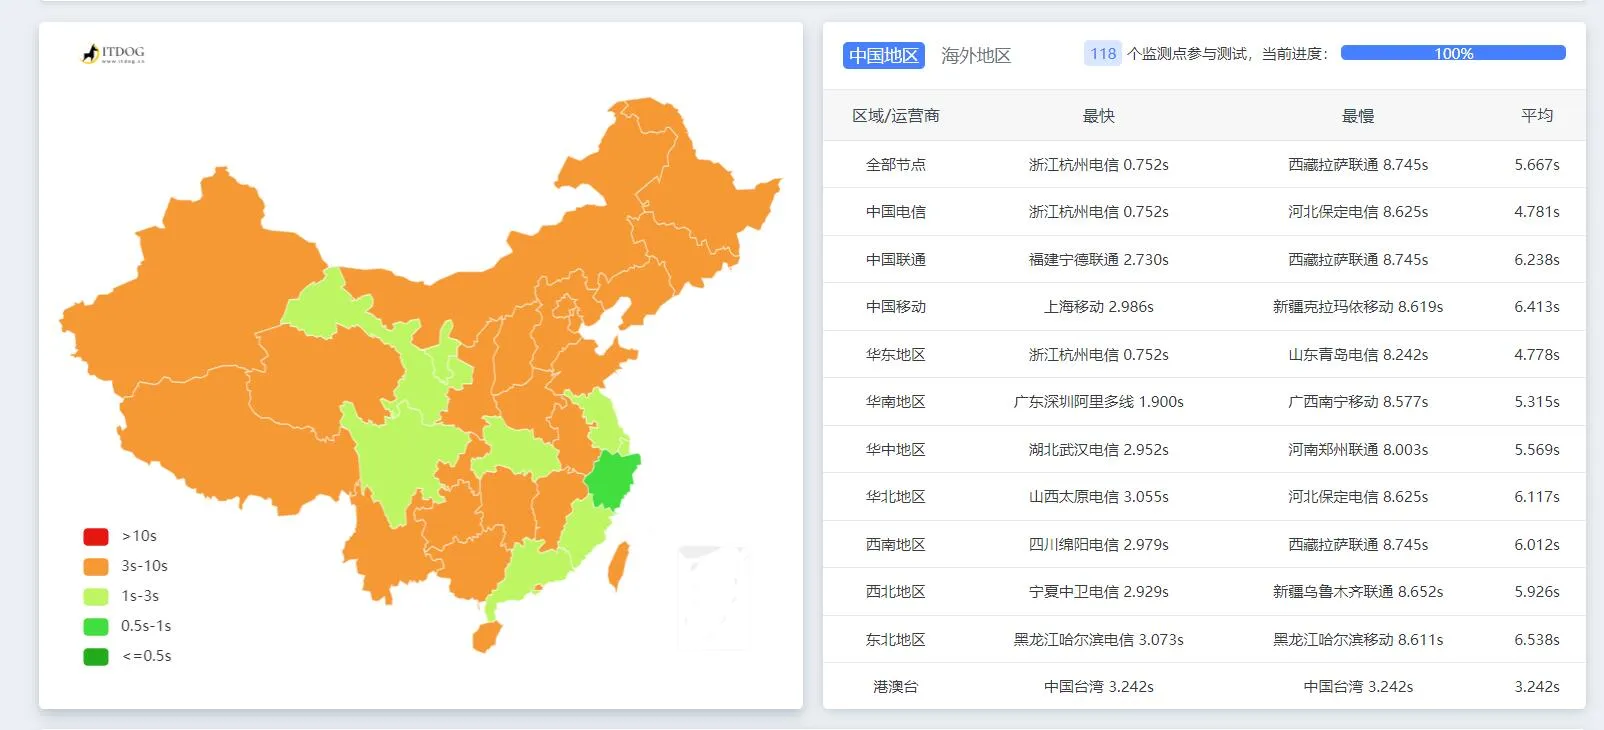 ITDOG
www.itdog.cn
>10s
3s-10s
1s-3s
0.5s-1s
<=0.5s
中国地区 海外地区 118 个监测点参与测试，当前进度： 100%
区域/运营商 最快 最慢 平均
全部节点 浙江杭州电信 0.752s 西藏拉萨联通 8.745s 5.667s
中国电信 浙江杭州电信 0.752s 河北保定电信 8.625s 4.781s
中国联通 福建宁德联通 2.730s 西藏拉萨联通 8.745s 6.238s
中国移动 上海移动 2.986s 新疆克拉玛依移动 8.619s 6.413s
华东地区 浙江杭州电信 0.752s 山东青岛电信 8.242s 4.778s
华南地区 广东深圳阿里多线 1.900s 广西南宁移动 8.577s 5.315s
华中地区 湖北武汉电信 2.952s 河南郑州联通 8.003s 5.569s
华北地区 山西太原电信 3.055s 河北保定电信 8.625s 6.117s
西南地区 四川绵阳电信 2.979s 西藏拉萨联通 8.745s 6.012s
西北地区 宁夏中卫电信 2.929s 新疆乌鲁木齐联通 8.652s 5.926s
东北地区 黑龙江哈尔滨电信 3.073s 黑龙江哈尔滨移动 8.611s 6.538s
港澳台 中国台湾 3.242s 中国台湾 3.242s 3.242s